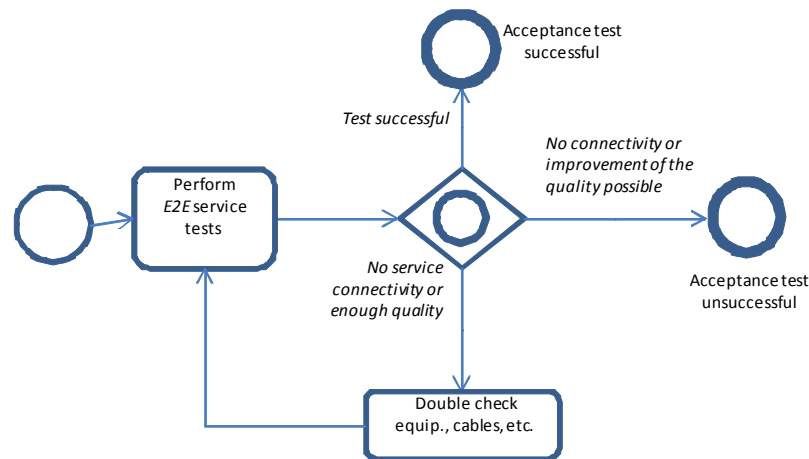 Acceptance test
successful
Test successful
No connectivity or
improvement of the
quality possible
Perform
E2E service
tests
No service
connectivity or
enough quality
Acceptance test
unsuccessful
Double check
equip., cables, etc.